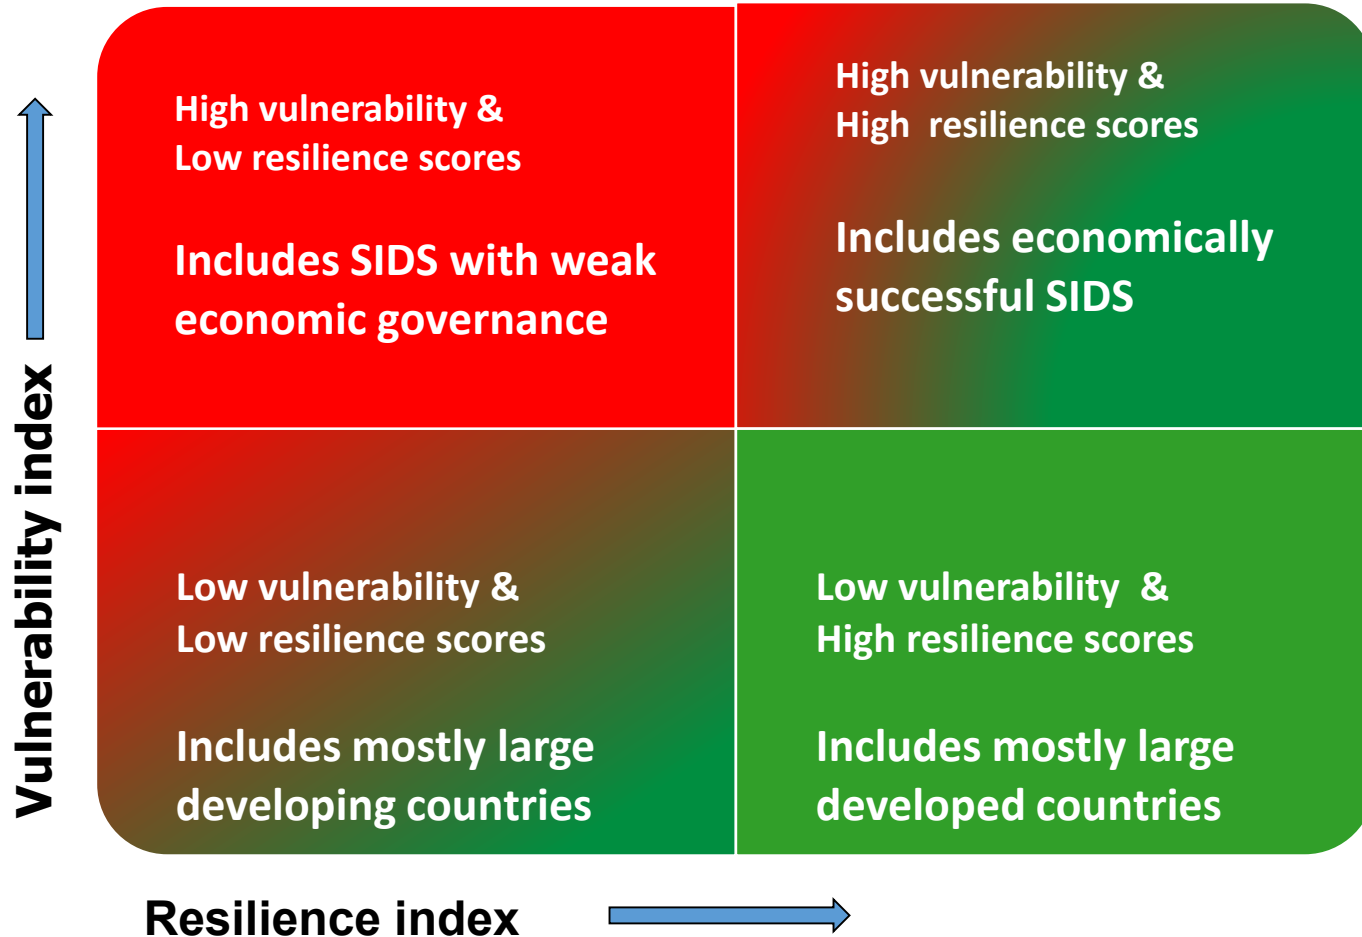 High vulnerability &
Low resilience scores
Includes SIDS with weak
economic governance
High vulnerability &
High  resilience scores
Includes economically
successful SIDS
Vulnerability index
Low vulnerability &
Low resilience scores
Includes mostly large
developing countries
Low vulnerability  &
High resilience scores
Includes mostly large
developed countries
Resilience index